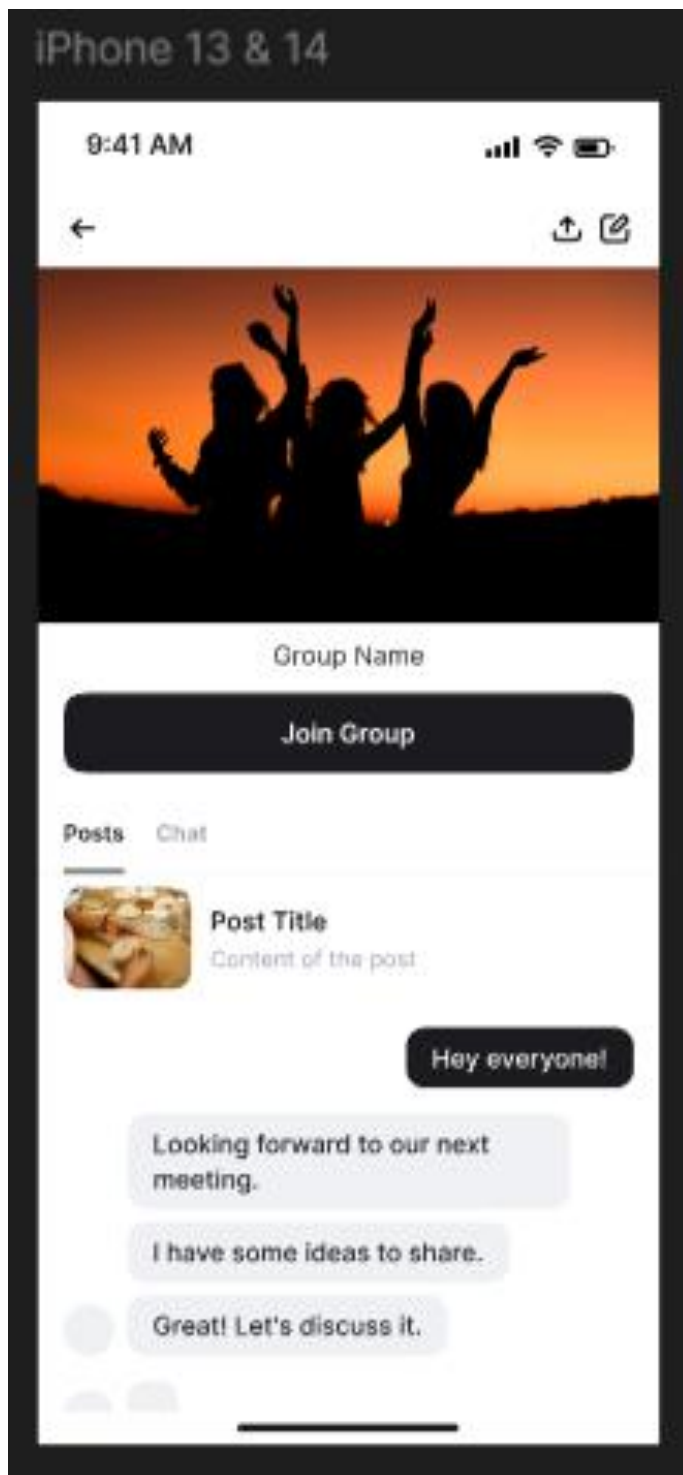 iPhone 13 & 14
9:41 AM
Group Name
Join Group
Posts Chat
Post Title
Content of the post
Hey everyone!
Looking forward to our next
meeting.
I have some ideas to share.
Great! Let's discuss it.